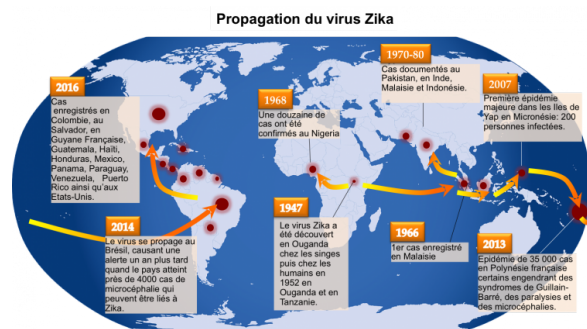 Propagation du virus Zika
1970-80
Cas documentés au
Pakistan, en Inde,
Malaisie et Indonésie.
2016
Cas
enregistrés en
Colombie, au
Salvador, en
Guyane Française,
Guatemala, Haïti,
Honduras, Mexico,
Panama, Paraguay,
Venezuela, Puerto
Rico ainsi qu'aux
Etats-Unis.
1968
Une douzaine de
cas ont été
confirmés au Nigeria
2007
Première épidémie
majeure dans les Iles de
Yap en Micronésie: 200
personnes infectées.
1947
Le virus Zika a
été découvert
en Ouganda
chez les singes
puis chez les
humains en
1952 en
Ouganda et en
Tanzanie.
2014
Le virus se propage au
Brésil, causant une
alerte un an plus tard
quand le pays atteint
près de 4000 cas de
microcéphalie qui
peuvent être liés à
Zika.
1966
1er cas enregistré
en Malaisie
2013
Epidémie de 35 000 cas
en Polynésie française
certains engendrant des
syndromes de Guillain-
Barré, des paralysies et
des microcéphalies.